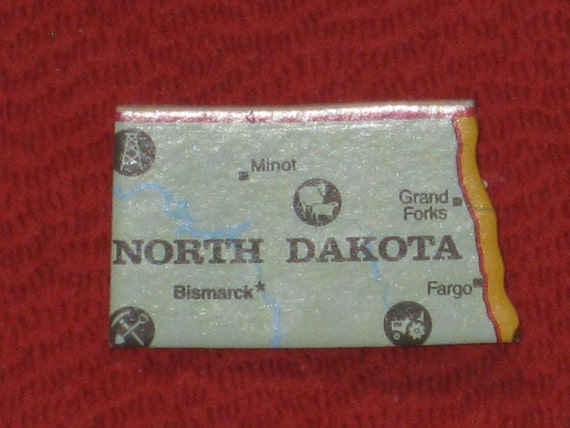 Minot
Grand
Forks
NORTH DAKOTA
Bismarck
Fargo